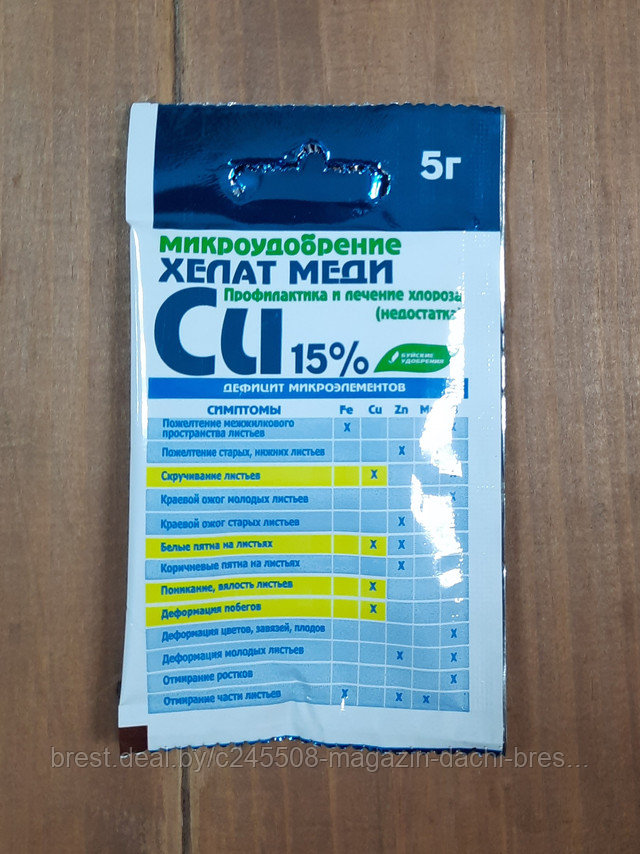 5г
МИКРОУДОБРЕНИЕ
ХЕЛАТ МЕДИ
Профилактика и лечение хлороза
(недостатка
Cu 15%
БУЙСКИЕ
УДОБРЕНИЯ
ДЕФИЦИТ МИКРОЭЛЕМЕНТОВ
СИМПТОМЫ Fe Cu Zn B
Пожелтение межжилкового
пространства листьев X X
Пожелтение старых, нижних листьев X
Скручивание листьев X X
Краевой ожог молодых листьев X
Краевой ожог старых листьев X
Белые пятна на листьях X X
Коричневые пятна на листьях X
Поникание, вялость листьев X
Деформация побегов X
Деформация цветов, завязей, плодов X
Деформация молодых листьев X X
Отмирание ростков X
Отмирание части листьев X X X
brest.deal.by/c245508-magazin-dachi-bres...